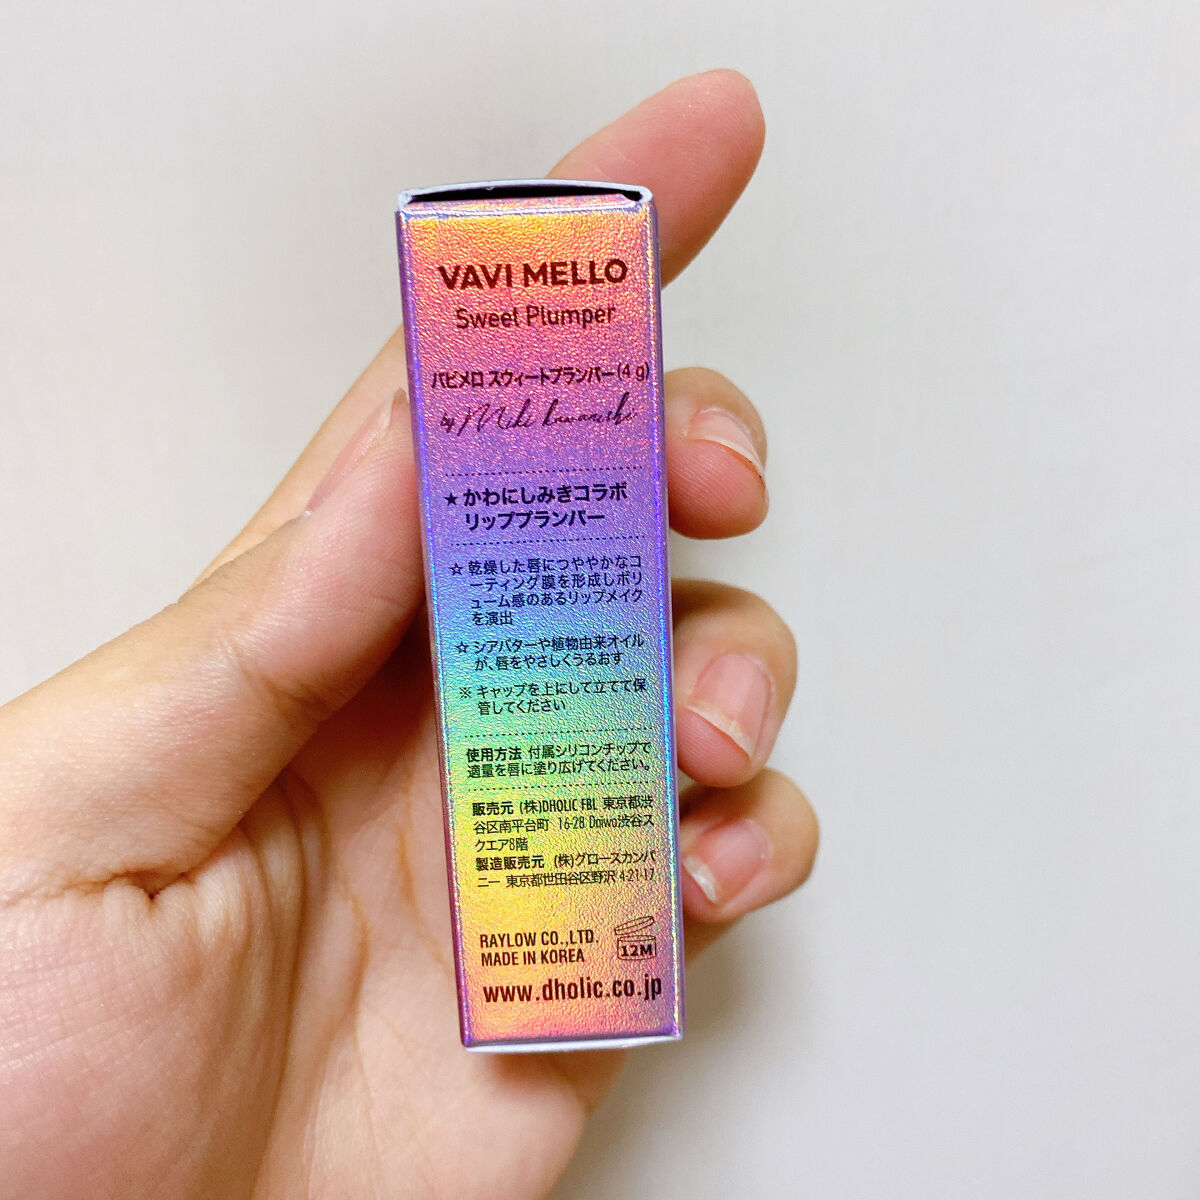 VAVI MELLO
Sweet Plumper
バビメロ スウィートプランパー(4 g)
by Miki kawanishi
★ かわにしみきコラボ
リッププランパー
☆ 乾燥した唇につややかなコ
ーティング膜を形成しボリ
ューム感のあるリップメイク
を演出
☆ シアバターや植物由来オイル
が、唇をやさしくうるおす
※ キャップを上にして立てて保
管してください
使用方法 付属シリコンチップで
適量を唇に塗り広げてください。
販売元 (株)DHOLIC FBL 東京都渋
谷区南平台町 16-28 Daiwa渋谷ス
クエア8階
製造販売元 (株)グロースカンパ
ニー 東京都世田谷区野沢 4-21-17
RAYLOW CO.,LTD.
MADE IN KOREA
12M
www.dholic.co.jp